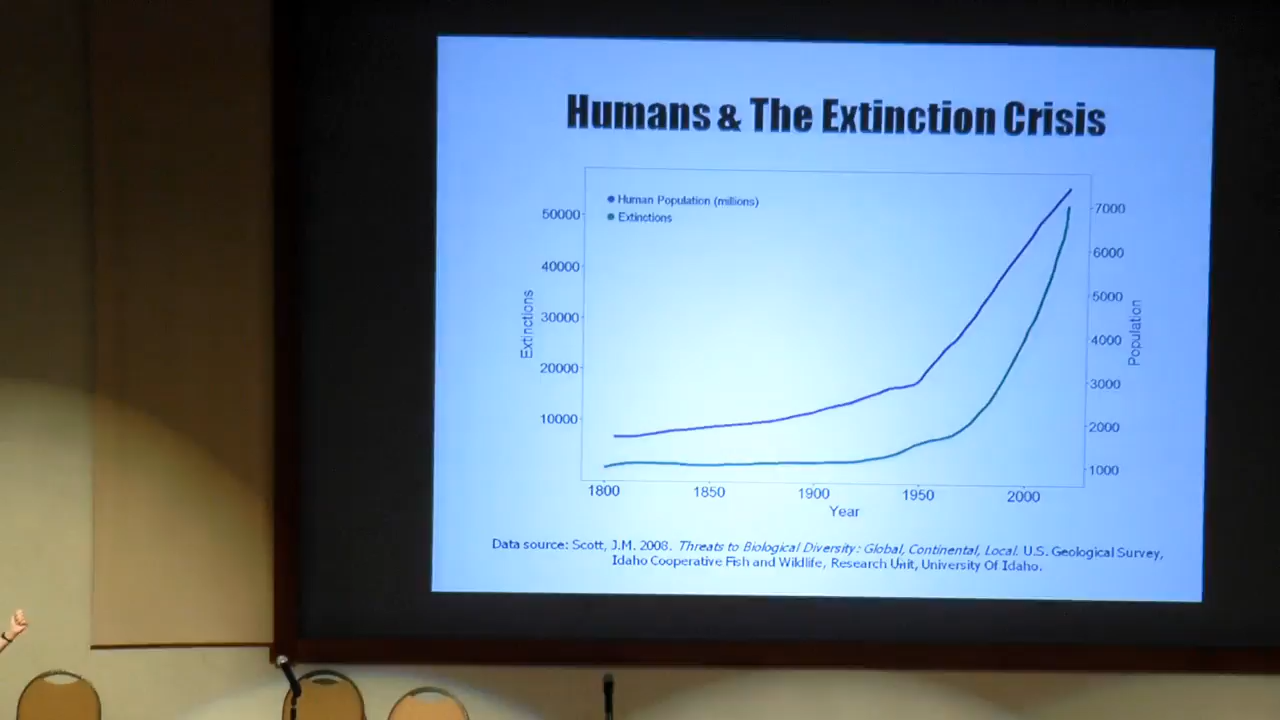 Humans & The Extinction Crisis
Human Population (millions)
Extinctions
50000
40000
30000
20000
10000
Extinctions
7000
6000
5000
4000
3000
2000
1000
Population
1800 1850 1900 1950 2000
Year
Data source: Scott, J.M. 2008. Threats to Biological Diversity: Global, Continental, Local. U.S. Geological Survey,
Idaho Cooperative Fish and Wildlife, Research Unit, University Of Idaho.